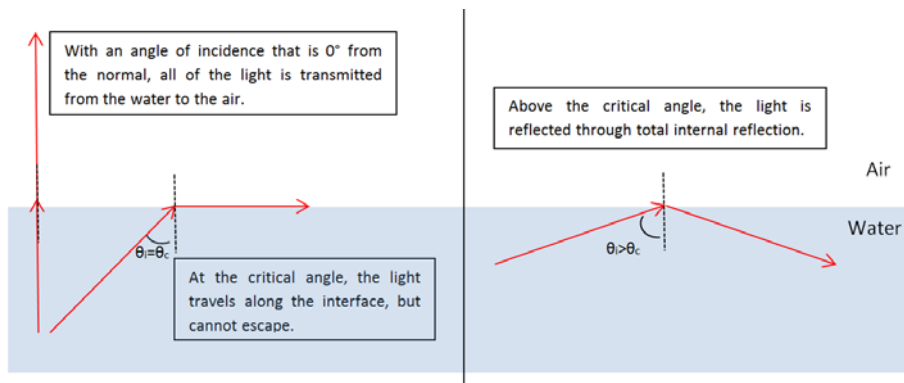 With an angle of incidence that is 0° from
the normal, all of the light is transmitted
from the water to the air.
θi=θc
At the critical angle, the light
travels along the interface, but
cannot escape.
Above the critical angle, the light is
reflected through total internal reflection.
Air
Water
θi>θc